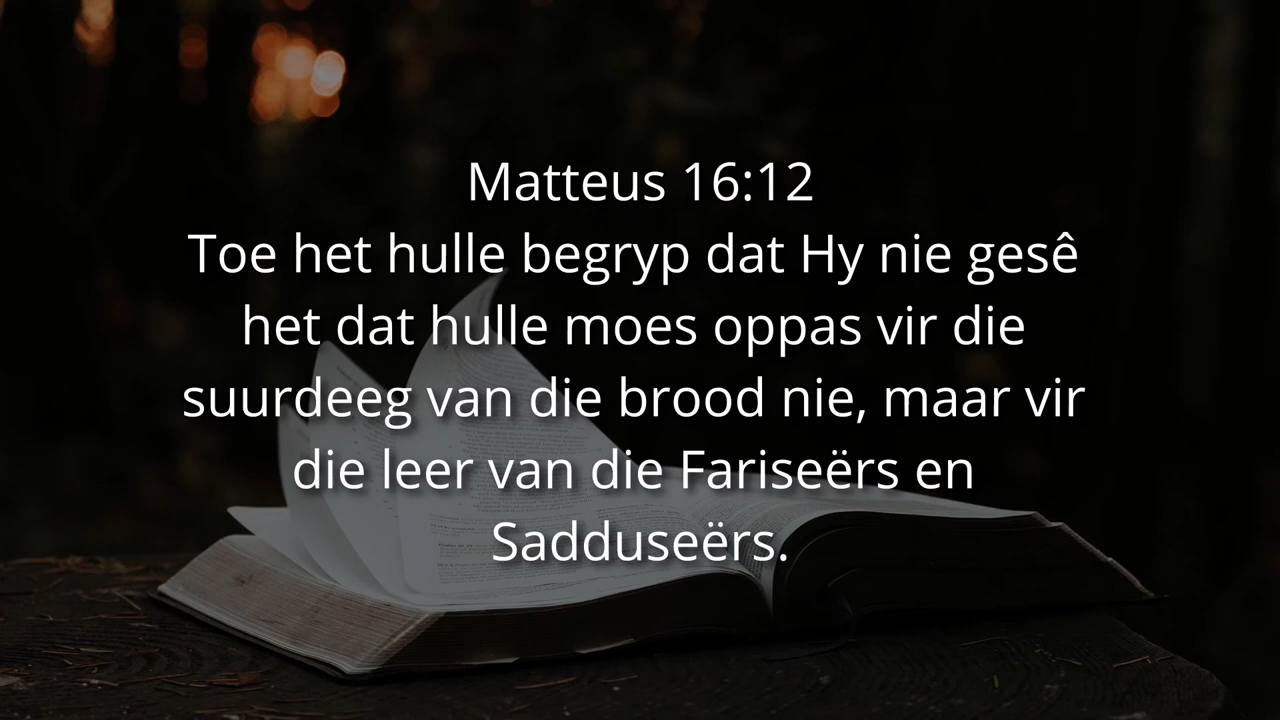 Matteus 16:12
Toe het hulle begryp dat Hy nie gesê
het dat hulle moes oppas vir die
suurdeeg van die brood nie, maar vir
die leer van die Fariseërs en
Sadduseërs.